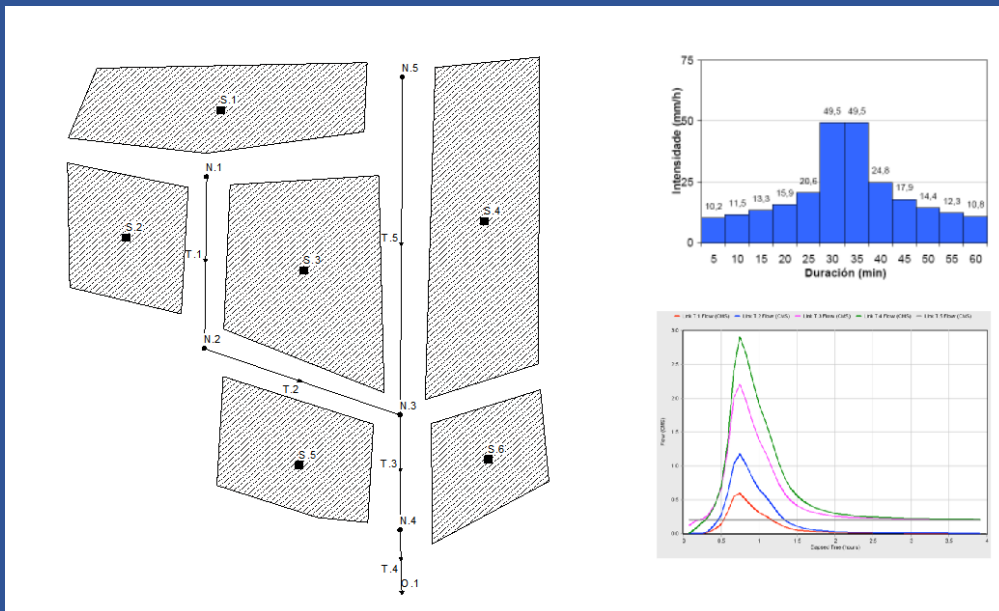 N.5
S.1
N.1
S.2
S.4
T.5
T.1
S.3
N.2
T.2
N.3
S.5
S.6
T.3
N.4
T.4
O.1
Intensidade (mm/h)
75
50
25
0
10,2
11,5
13,3
15,9
20,6
49,5
49,5
24,8
17,9
14,4
12,3
10,8
5 10 15 20 25 30 35 40 45 50 55 60
Duración (min)
Link T.1 Flow (CMS) Link T.2 Flow (CMS) Link T.3 Flow (CMS) Link T.4 Flow (CMS) Link T.5 Flow (CMS)
3.0
2.5
2.0
1.5
1.0
0.5
0.0
Flow (CMS)
0 0.5 1 1.5 2 2.5 3 3.5 4
Elapsed Time (hours)